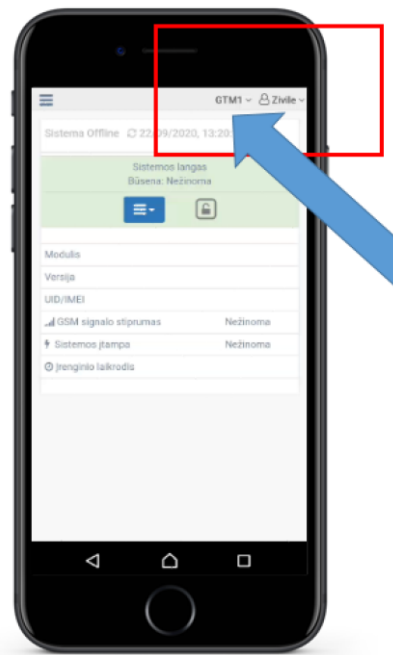 GTM1 Zivile
Sistema Offline 22/09/2020, 13:20:
Sistemos langas
Būsena: Nežinoma
Modulis
Versija
UID/IMEI
GSM signalo stiprumas Nežinoma
Sistemos įtampa Nežinoma
Įrenginio laikrodis